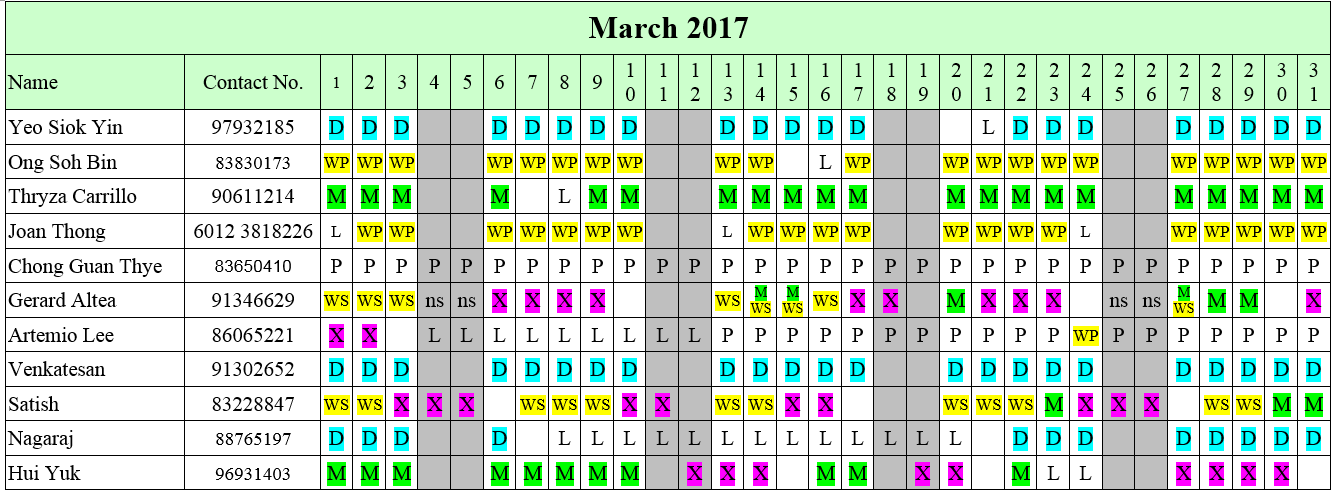 March 2017
Name Contact No. 1 2 3 4 5 6 7 8 9 10 11 12 13 14 15 16 17 18 19 20 21 22 23 24 25 26 27 28 29 30 31
Yeo Siok Yin 97932185 D D D D D D D D D D D D D L D D D D D D D D
Ong Soh Bin 83830173 WP WP WP WP WP WP WP WP WP WP L WP WP WP WP WP WP WP WP WP WP WP
Thryza Carrillo 90611214 M M M M L M M M M M M M M M M M M M M M M M
Joan Thong 6012 3818226 L WP WP WP WP WP WP WP L WP WP WP WP WP WP WP WP L WP WP WP WP WP
Chong Guan Thye 83650410 P P P P P P P P P P P P P P P P P P P P P P P P P P P P P P P
Gerard Altea 91346629 WS WS WS ns ns X X X X WS M WS M WS WS X X M X X X ns ns M WS M M X
Artemio Lee 86065221 X X L L L L L L L L L P P P P P P P P P P P WP P P P P P P P
Venkatesan 91302652 D D D D D D D D D D D D D D D D D D D D D D D
Satish 83228847 WS WS X X X WS WS WS X X WS WS X X WS WS WS M X X X WS WS M M
Nagaraj 88765197 D D D D L L L L L L L L L L L L L D D D D D D D D
Hui Yuk 96931403 M M M M M M M M X X X M M X X M L L X X X X